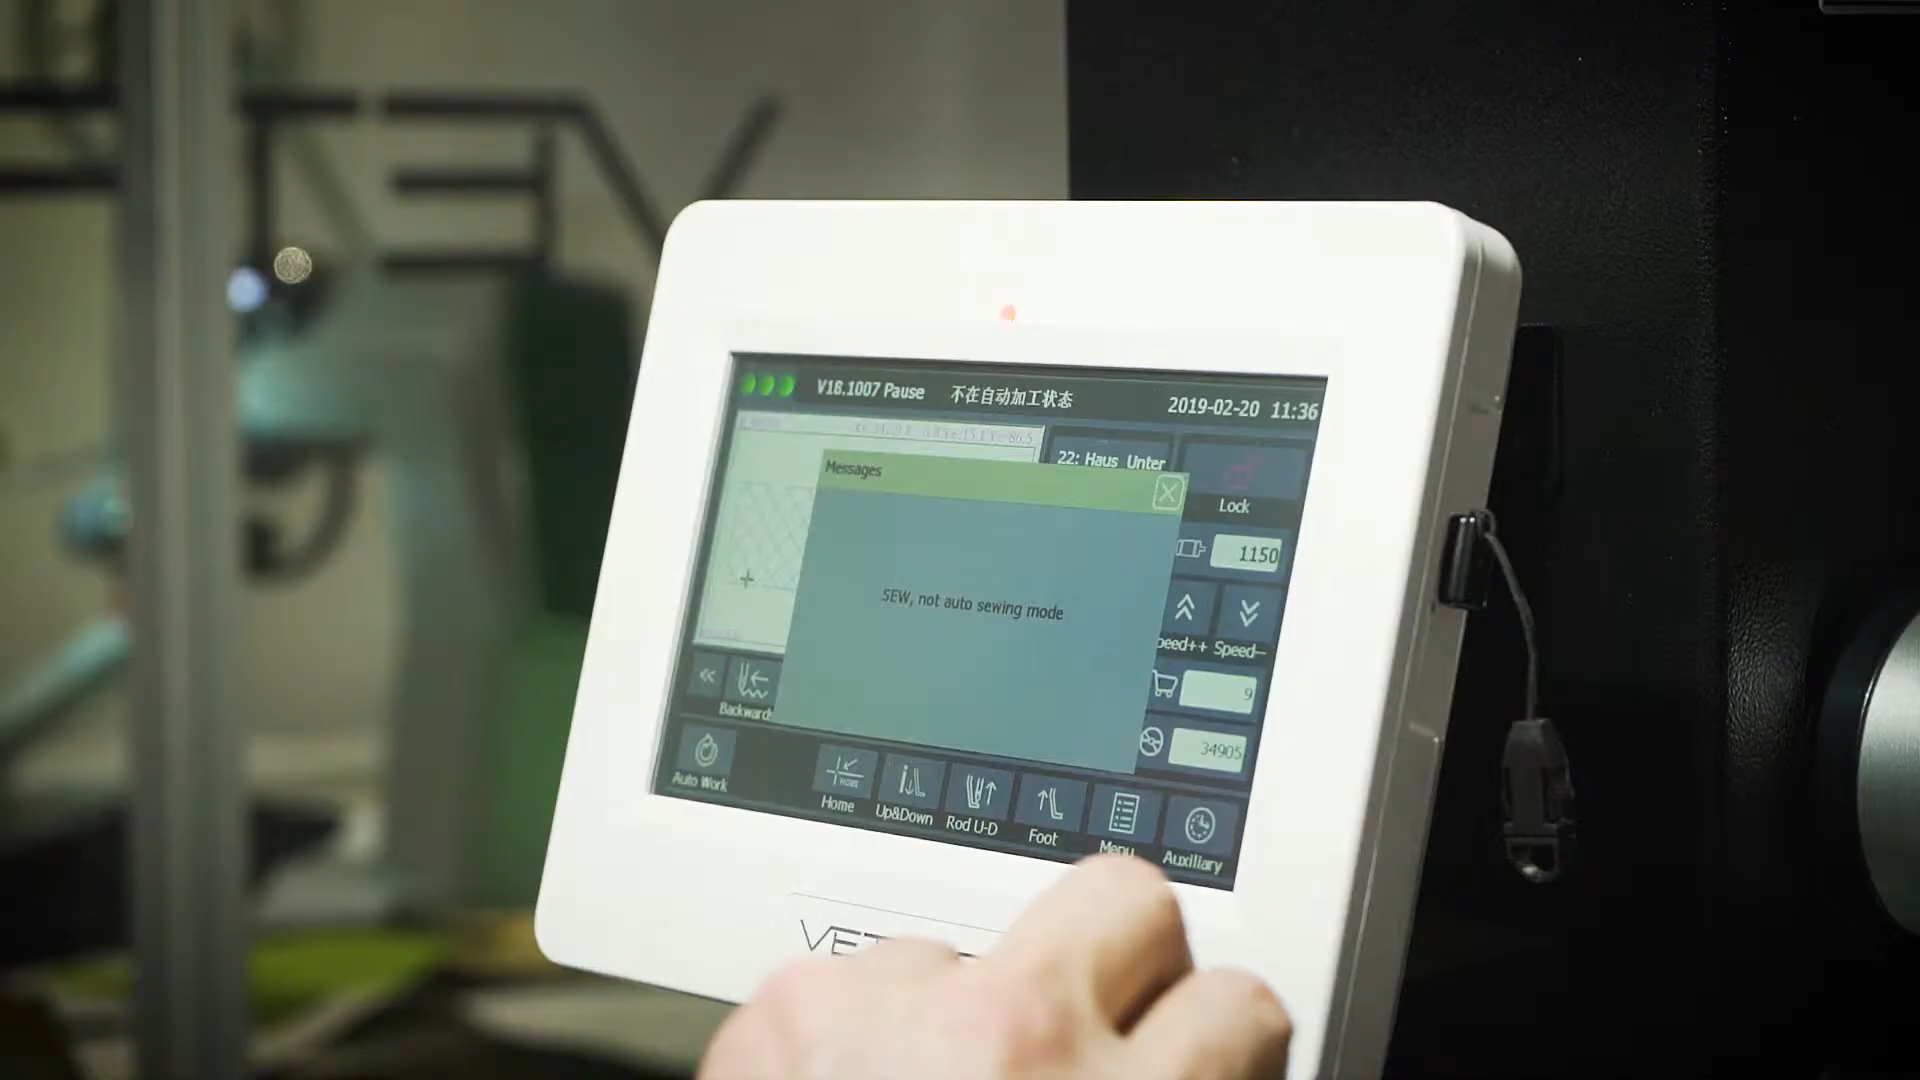 V18.1007 Pause 不在自动加工状态 2019-02-20 11:36
22: Haus Unter
Messages
Lock
1150
SEW, not auto sewing mode
Speed—
9
Backward
34905
Auto Work
Home
Up&Down
Rod U-D
Foot
Menu
Auxiliary